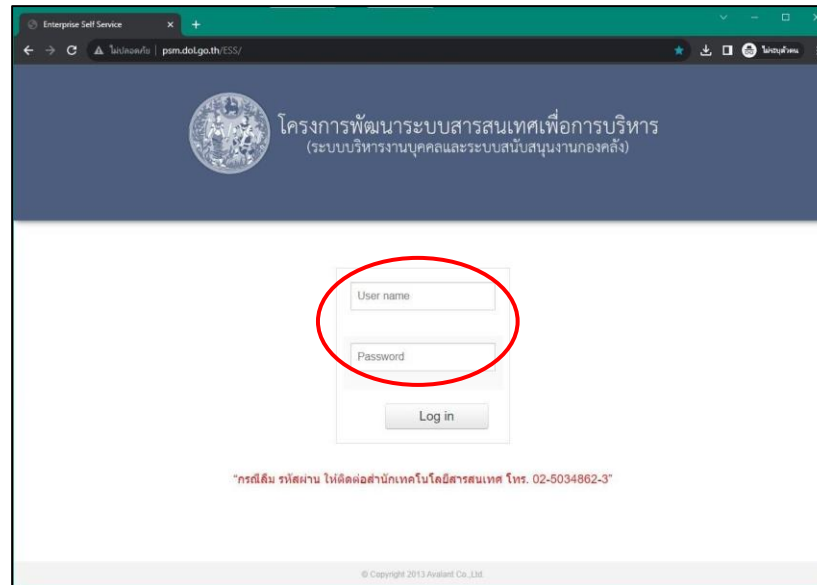 Enterprise Self Service
ไม่ปลอดภัย | psm.dol.go.th/ESS/
ไม่ระบุตัวตน
โครงการพัฒนาระบบสารสนเทศเพื่อการบริหาร
(ระบบบริหารงานบุคคลและระบบสนับสนุนงานกองคลัง)
User name
Password
Log in
"กรณีลืม รหัสผ่าน ให้ติดต่อสำนักเทคโนโลยีสารสนเทศ โทร. 02-5034862-3"
© Copyright 2013 Avalant Co.,Ltd.